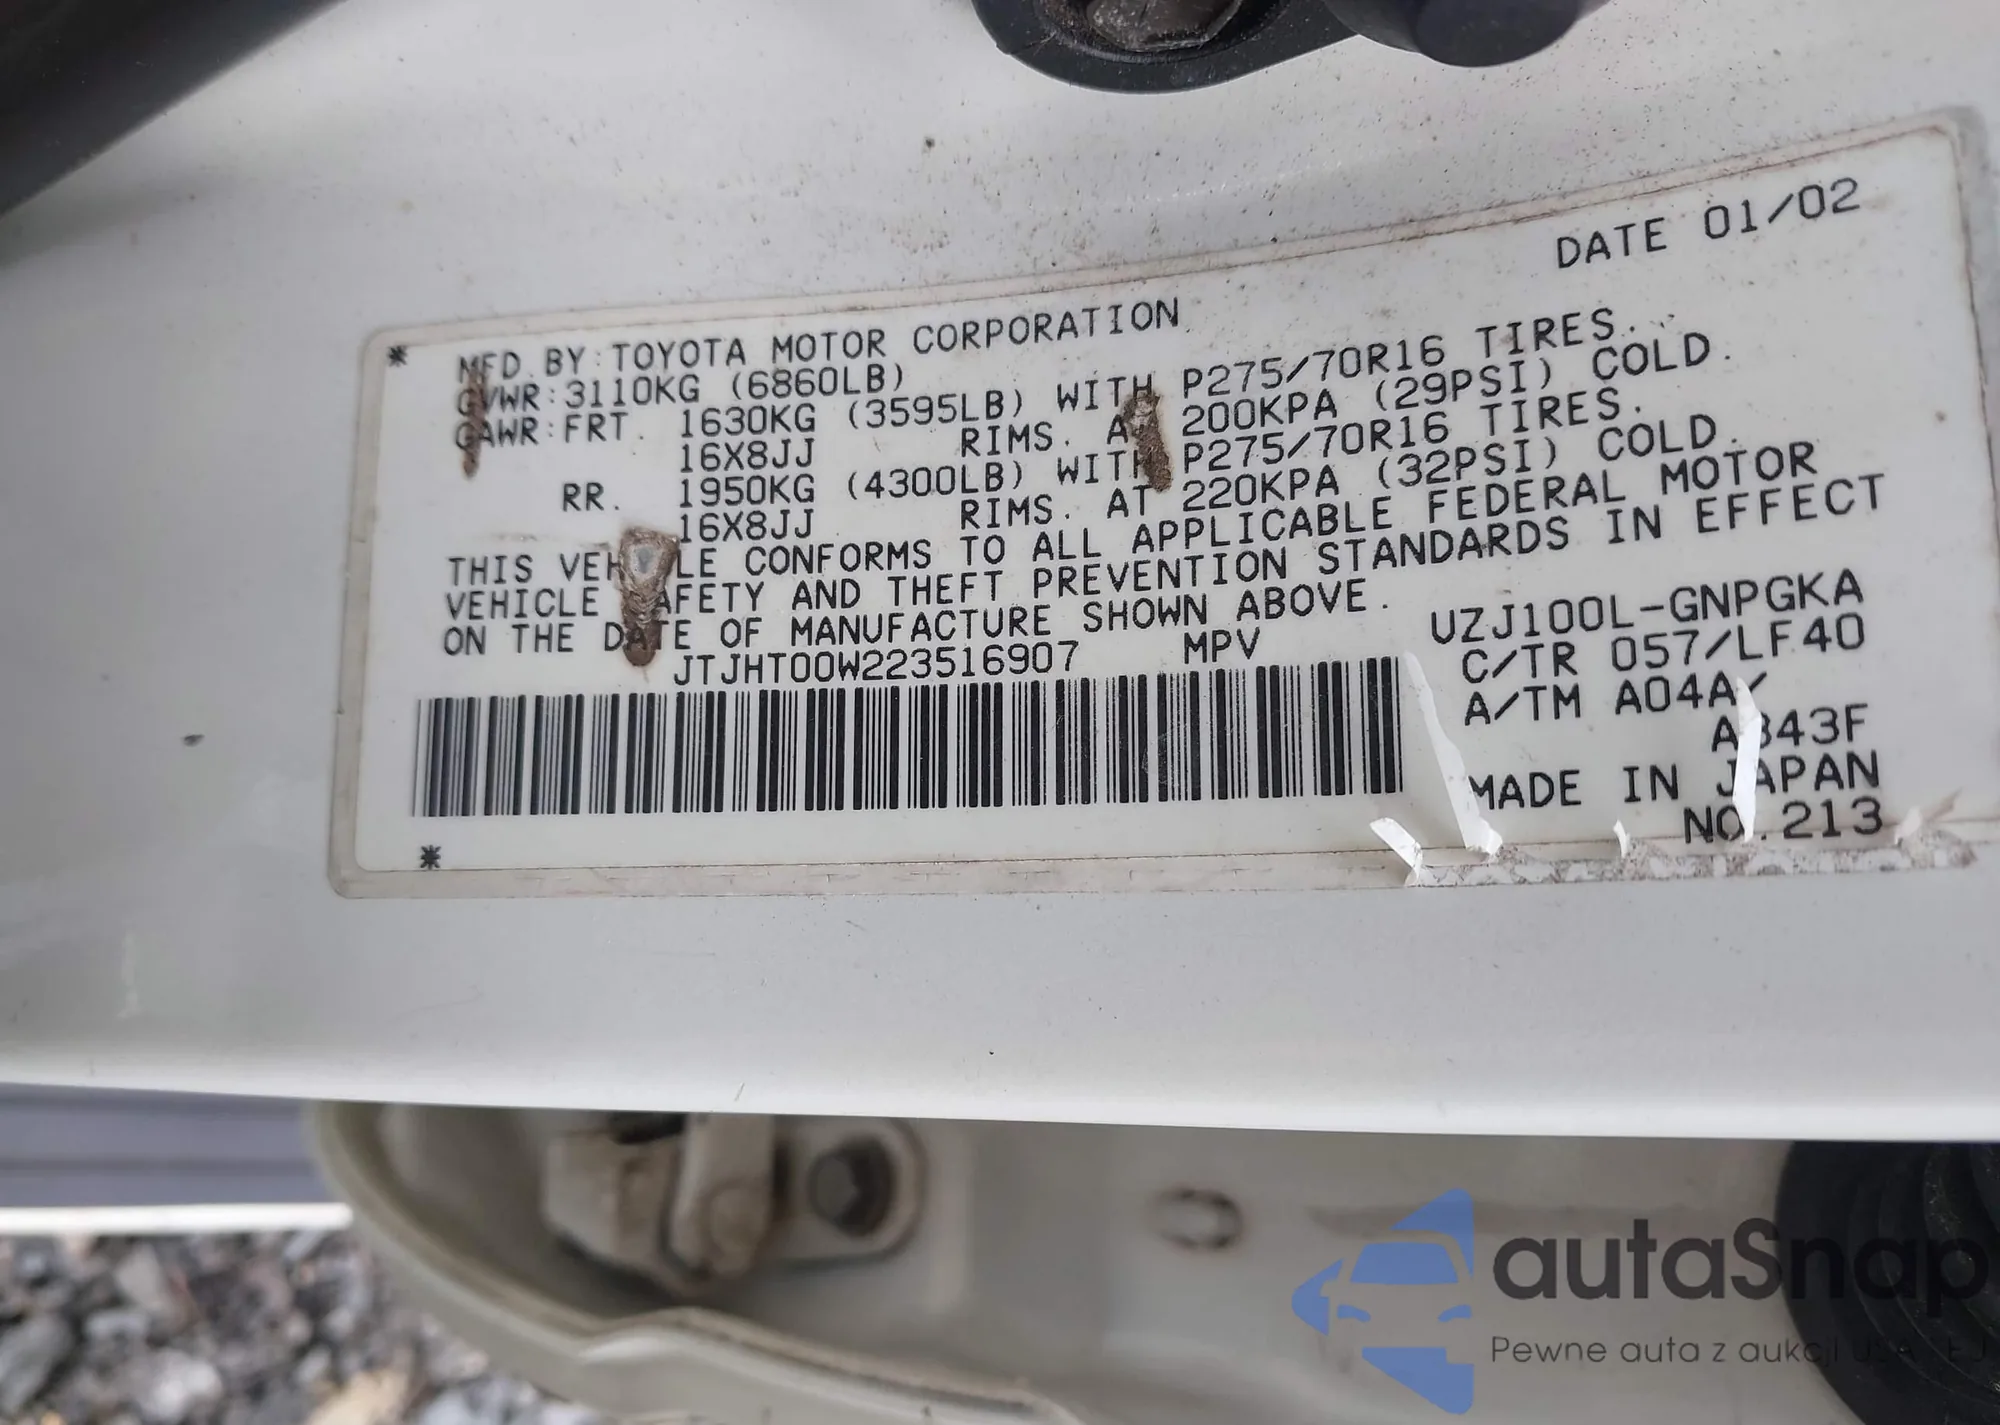 DATE 01/02
* MFD. BY:TOYOTA MOTOR CORPORATION
GVWR:3110KG (6860LB)
GAWR:FRT. 1630KG (3595LB) WITH P275/70R16 TIRES.
16X8JJ RIMS. AT 200KPA (29PSI) COLD.
RR. 1950KG (4300LB) WITH P275/70R16 TIRES.
16X8JJ RIMS. AT 220KPA (32PSI) COLD.
THIS VEHICLE CONFORMS TO ALL APPLICABLE FEDERAL MOTOR
VEHICLE SAFETY AND THEFT PREVENTION STANDARDS IN EFFECT
ON THE DATE OF MANUFACTURE SHOWN ABOVE.
JTJHT00W223516907 MPV
UZJ100L-GNPGKA
C/TR 057/LF40
A/TM A04A/
A343F
MADE IN JAPAN
NO.213
*
autaSnap
Pewne auta z aukcji USA i EU